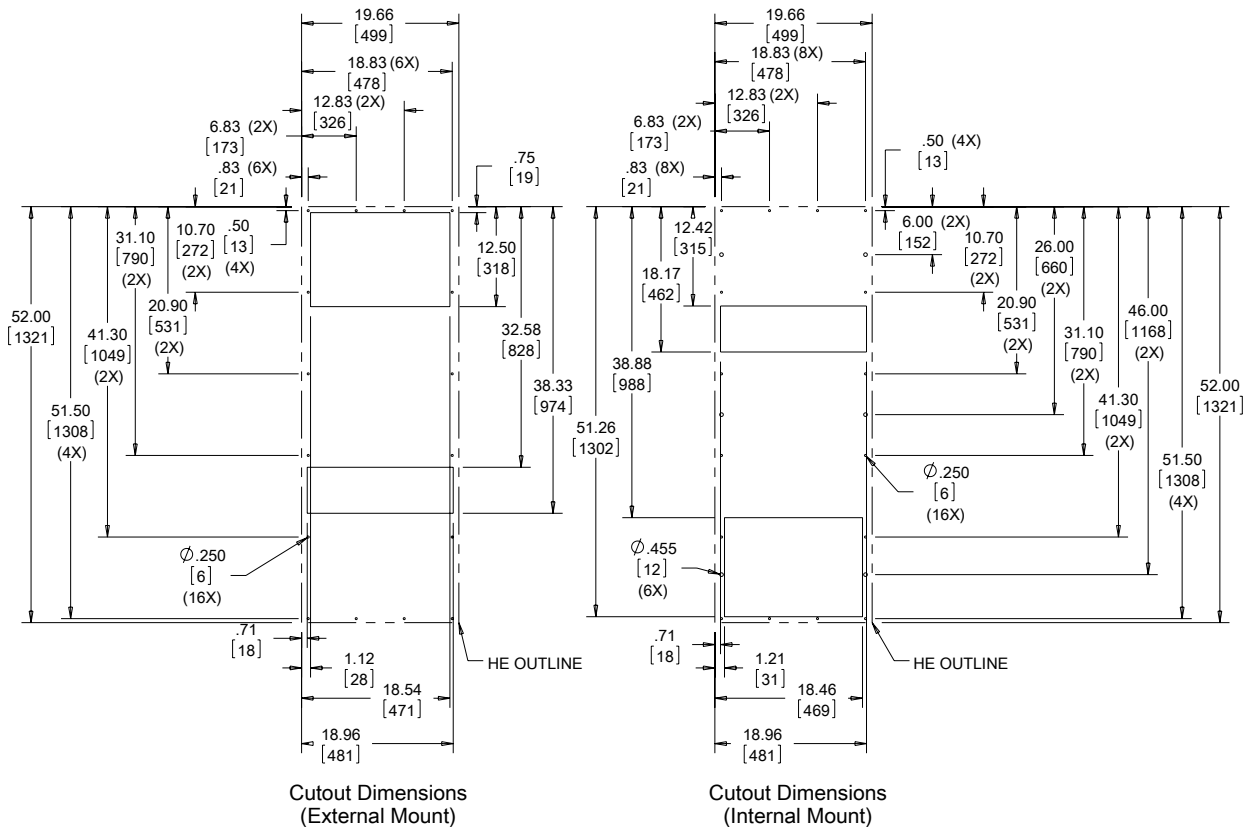 19.66
[499]
18.83 (6X)
[478]
12.83 (2X)
[326]
6.83 (2X)
[173]
.83 (6X)
[21]
.75
[19]
31.10
[790]
(2X)
10.70
[272]
(2X)
.50
[13]
(4X)
12.50
[318]
52.00
[1321]
41.30
[1049]
(2X)
20.90
[531]
(2X)
32.58
[828]
38.33
[974]
51.50
[1308]
(4X)
Ø.250
[6]
(16X)
.71
[18]
1.12
[28]
HE OUTLINE
18.54
[471]
18.96
[481]
Cutout Dimensions
(External Mount)
19.66
[499]
18.83 (8X)
[478]
12.83 (2X)
[326]
6.83 (2X)
[173]
.83 (8X)
[21]
.50 (4X)
[13]
12.42
[315]
6.00 (2X)
[152]
10.70
[272]
(2X)
26.00
[660]
(2X)
18.17
[462]
20.90
[531]
(2X)
46.00
[1168]
(2X)
31.10
[790]
(2X)
38.88
[988]
52.00
[1321]
41.30
[1049]
(2X)
51.26
[1302]
51.50
[1308]
(4X)
Ø.250
[6]
(16X)
Ø.455
[12]
(6X)
.71
[18]
1.21
[31]
HE OUTLINE
18.46
[469]
18.96
[481]
Cutout Dimensions
(Internal Mount)